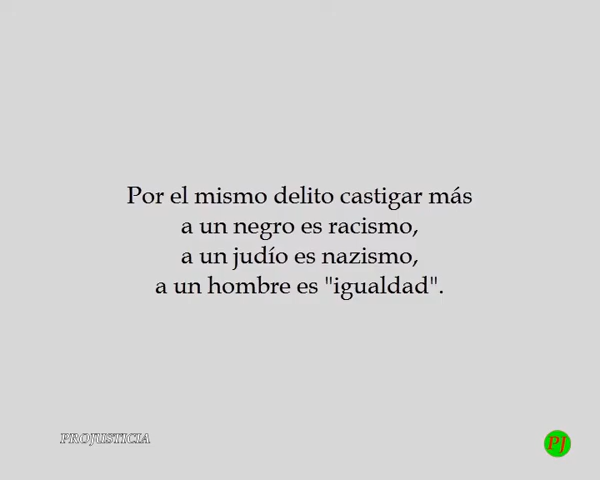 Por el mismo delito castigar más
a un negro es racismo,
a un judío es nazismo,
a un hombre es "igualdad".
PROJUSTICIA
PJ